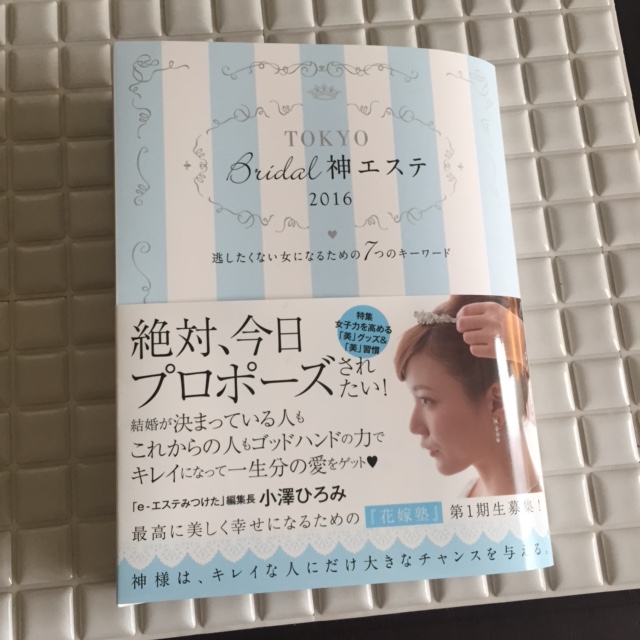 TOKYO
Bridal 神エステ
2016
逃したくない女になるための7つのキーワード
特集
女子力を高める
「美」グッズ&
「美」習慣
絶対、今日
プロポーズされたい!
結婚が決まっている人も
これからの人もゴッドハンドの力で
キレイになって一生分の愛をゲット♥
「e-エステみつけた」編集長 小澤ひろみ
最高に美しく幸せになるための『花嫁塾』第1期生募集!
神様は、キレイな人にだけ大きなチャンスを与える。